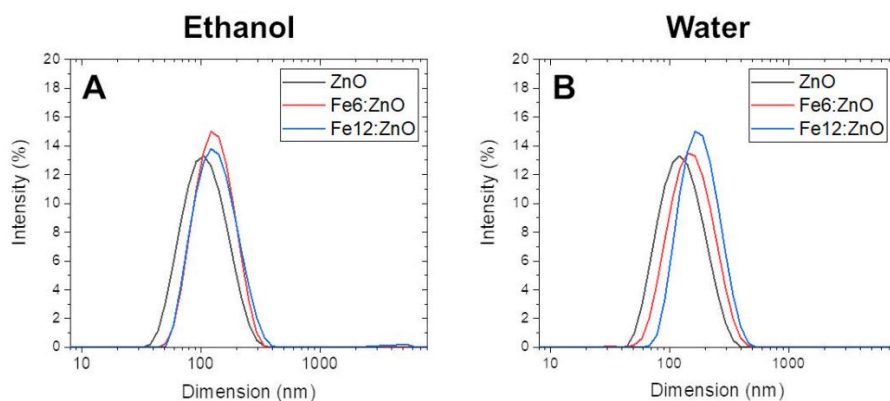 Ethanol
Water
A
ZnO
Fe6:ZnO
Fe12:ZnO
Intensity (%)
20
18
16
14
12
10
8
6
4
2
0
10
100
1000
Dimension (nm)
B
ZnO
Fe6:ZnO
Fe12:ZnO
Intensity (%)
20
18
16
14
12
10
8
6
4
2
0
10
100
1000
Dimension (nm)